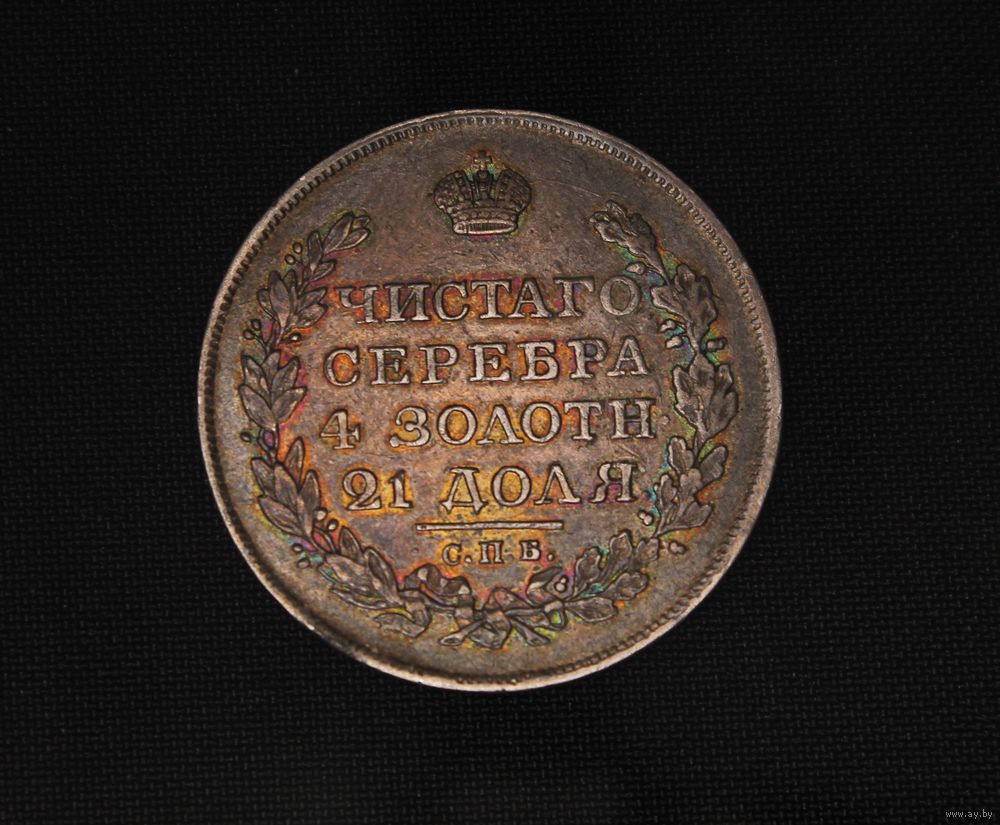 ЧИСТАГО
СЕРЕБРА
4 ЗОЛОТН
21 ДОЛЯ
С.П.Б.
www.ay.by